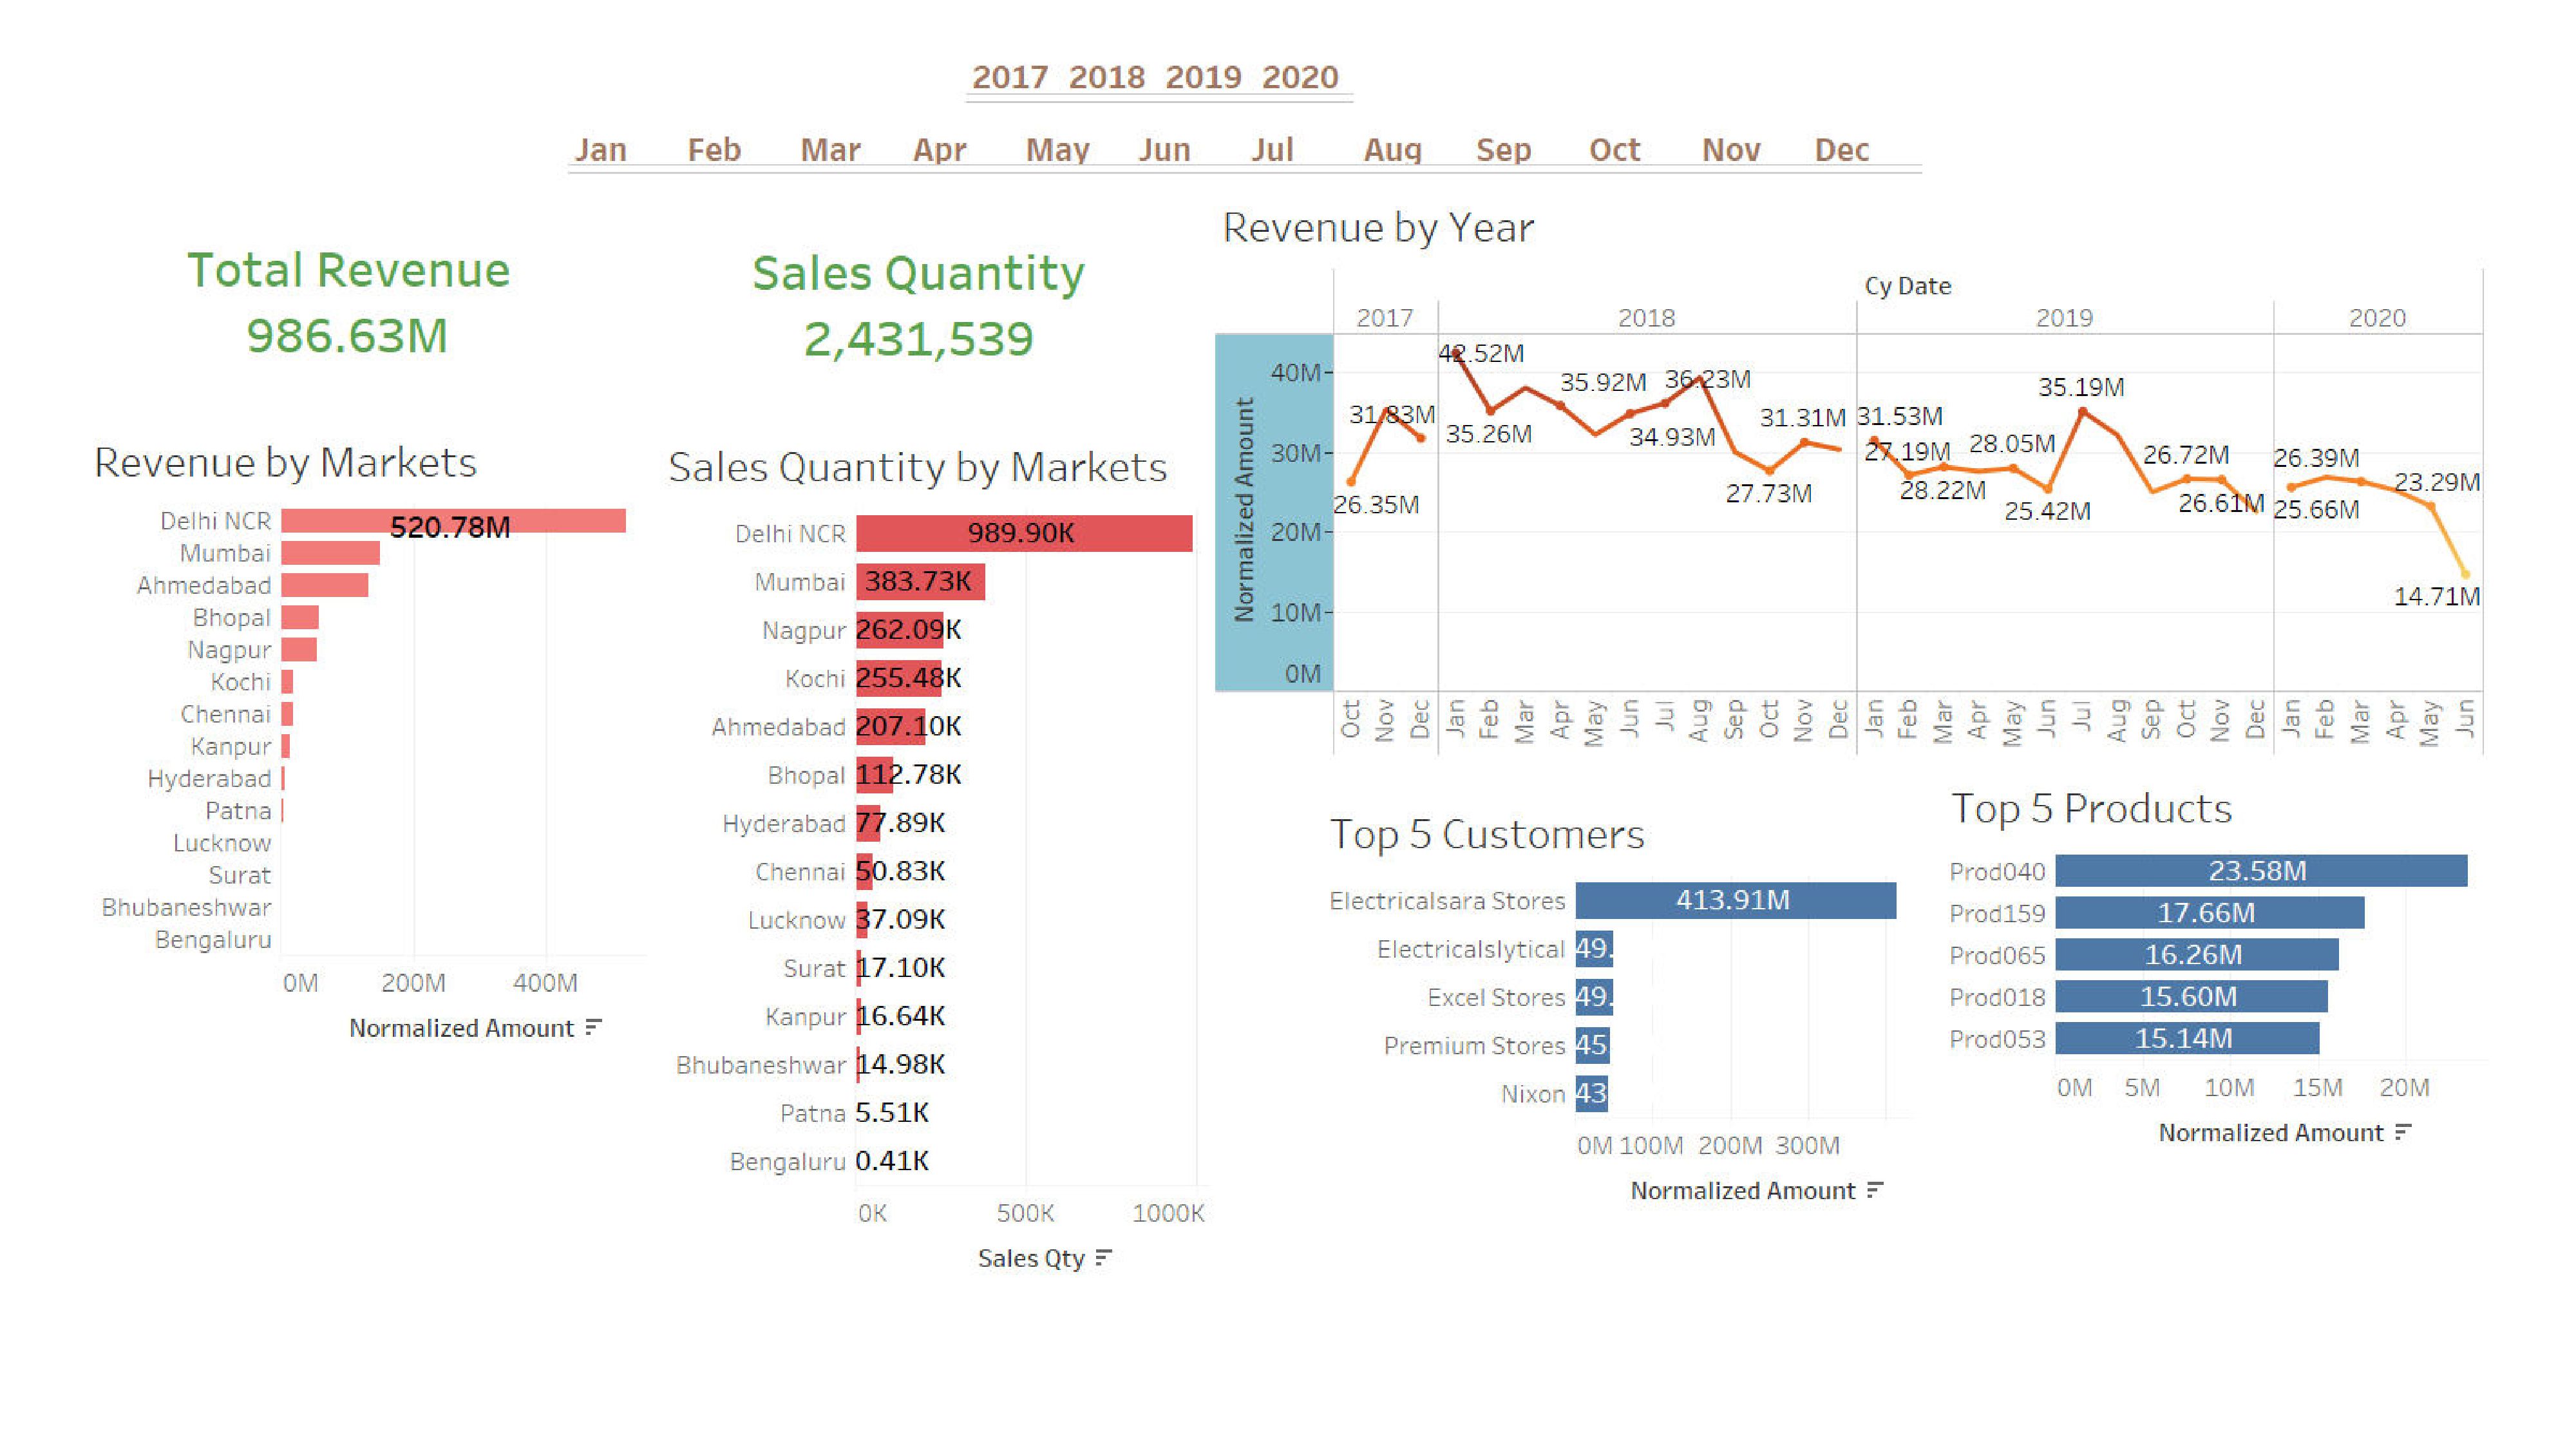 2017 2018 2019 2020
Jan Feb Mar Apr May Jun Jul Aug Sep Oct Nov Dec
Total Revenue
986.63M
Sales Quantity
2,431,539
Revenue by Markets
Delhi NCR 520.78M
Mumbai
Ahmedabad
Bhopal
Nagpur
Kochi
Chennai
Kanpur
Hyderabad
Patna
Lucknow
Surat
Bhubaneshwar
Bengaluru
0M 200M 400M
Normalized Amount
Sales Quantity by Markets
Delhi NCR 989.90K
Mumbai 383.73K
Nagpur 262.09K
Kochi 255.48K
Ahmedabad 207.10K
Bhopal 112.78K
Hyderabad 77.89K
Chennai 50.83K
Lucknow 37.09K
Surat 17.10K
Kanpur 16.64K
Bhubaneshwar 14.98K
Patna 5.51K
Bengaluru 0.41K
0K 500K 1000K
Sales Qty
Revenue by Year
Cy Date
2017 2018 2019 2020
Normalized Amount
40M
30M
20M
10M
0M
26.35M 31.83M
42.52M 35.26M 35.92M 34.93M 36.23M 27.73M 31.31M
31.53M 27.19M 28.22M 28.05M 25.42M 35.19M 26.72M 26.61M
25.66M 26.39M 23.29M 14.71M
Oct Nov Dec Jan Feb Mar Apr May Jun Jul Aug Sep Oct Nov Dec Jan Feb Mar Apr May Jun Jul Aug Sep Oct Nov Dec Jan Feb Mar Apr May Jun
Top 5 Customers
Electricalsara Stores 413.91M
Electricalslytical 49.
Excel Stores 49.
Premium Stores 45
Nixon 43
0M 100M 200M 300M
Normalized Amount
Top 5 Products
Prod040 23.58M
Prod159 17.66M
Prod065 16.26M
Prod018 15.60M
Prod053 15.14M
0M 5M 10M 15M 20M
Normalized Amount